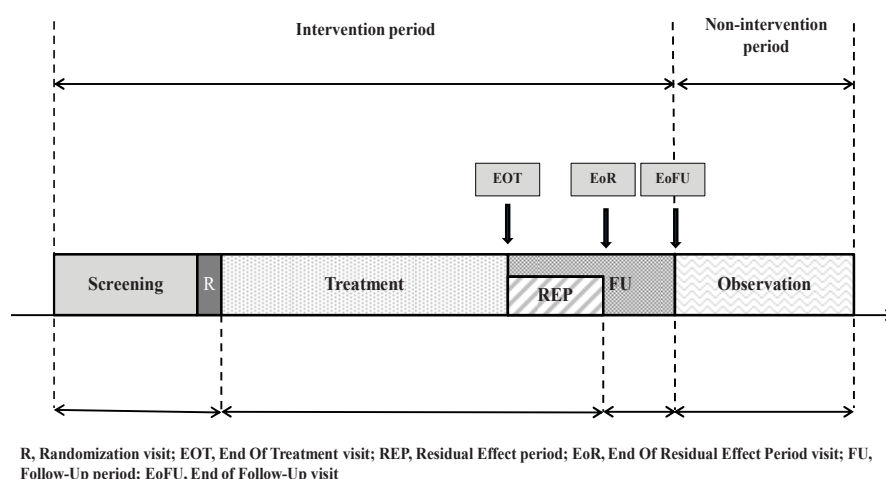 Intervention period
Non-intervention
period
EOT
EoR
EoFU
Screening
R
Treatment
REP
FU
Observation
R, Randomization visit; EOT, End Of Treatment visit; REP, Residual Effect period; EoR, End Of Residual Effect Period visit; FU,
Follow-Up period; EoFU, End of Follow-Up visit